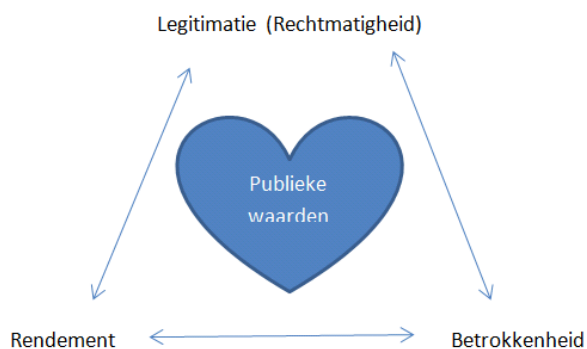 Legitimatie (Rechtmatigheid)
Publieke
waarden
Rendement
Betrokkenheid